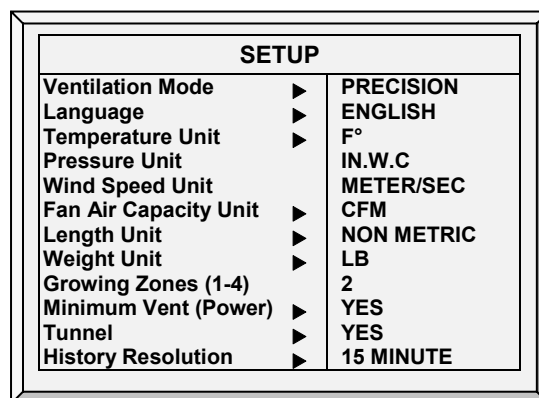 SETUP
Ventilation Mode ▶ PRECISION
Language ▶ ENGLISH
Temperature Unit ▶ F°
Pressure Unit IN.W.C
Wind Speed Unit METER/SEC
Fan Air Capacity Unit ▶ CFM
Length Unit ▶ NON METRIC
Weight Unit ▶ LB
Growing Zones (1-4) 2
Minimum Vent (Power) ▶ YES
Tunnel ▶ YES
History Resolution ▶ 15 MINUTE